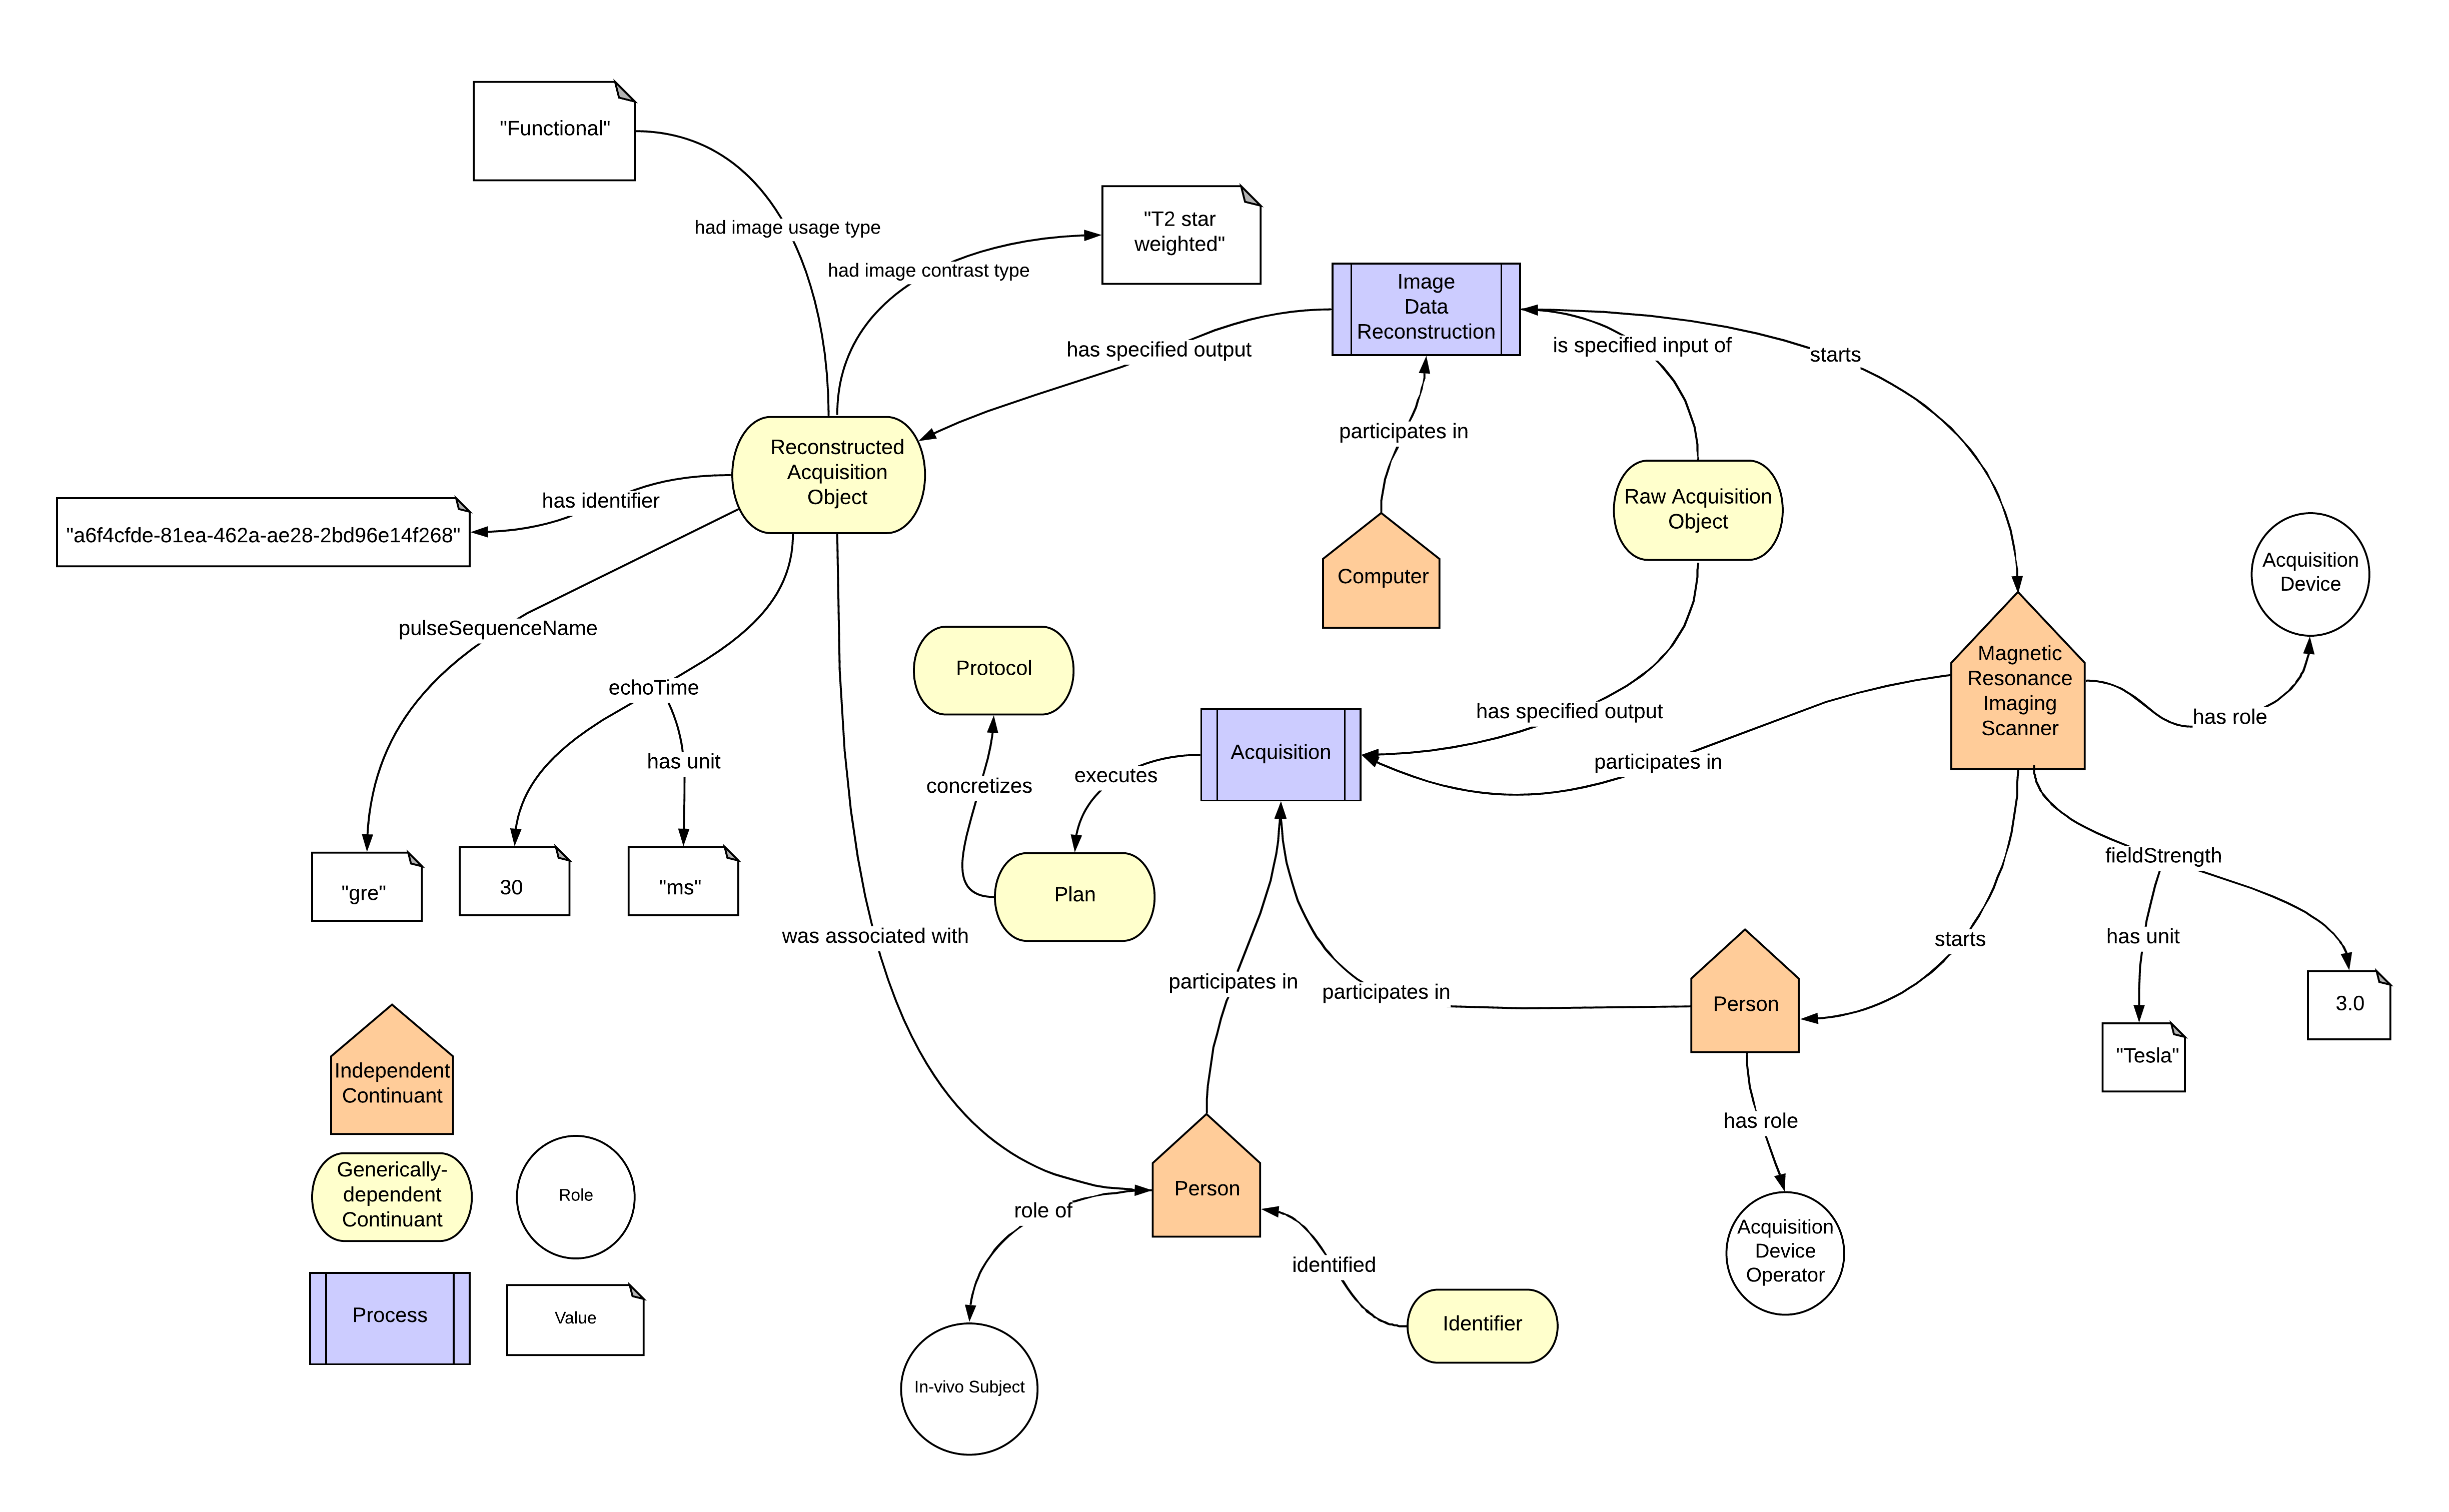 "Functional"
had image usage type
"T2 star
weighted"
had image contrast type
Image
Data
Reconstruction
has specified output
is specified input of
starts
participates in
Reconstructed
Acquisition
Object
has identifier
"a6f4cfde-81ea-462a-ae28-2bd96e14f268"
Raw Acquisition
Object
Computer
Acquisition
Device
pulseSequenceName
echoTime
has unit
Protocol
concretizes
executes
Acquisition
has specified output
participates in
Magnetic
Resonance
Imaging
Scanner
has role
"gre"
30
"ms"
Plan
was associated with
participates in
participates in
starts
fieldStrength
has unit
"Tesla"
3.0
Person
has role
Acquisition
Device
Operator
Person
role of
identified
Identifier
In-vivo Subject
Independent
Continuant
Generically-
dependent
Continuant
Role
Process
Value